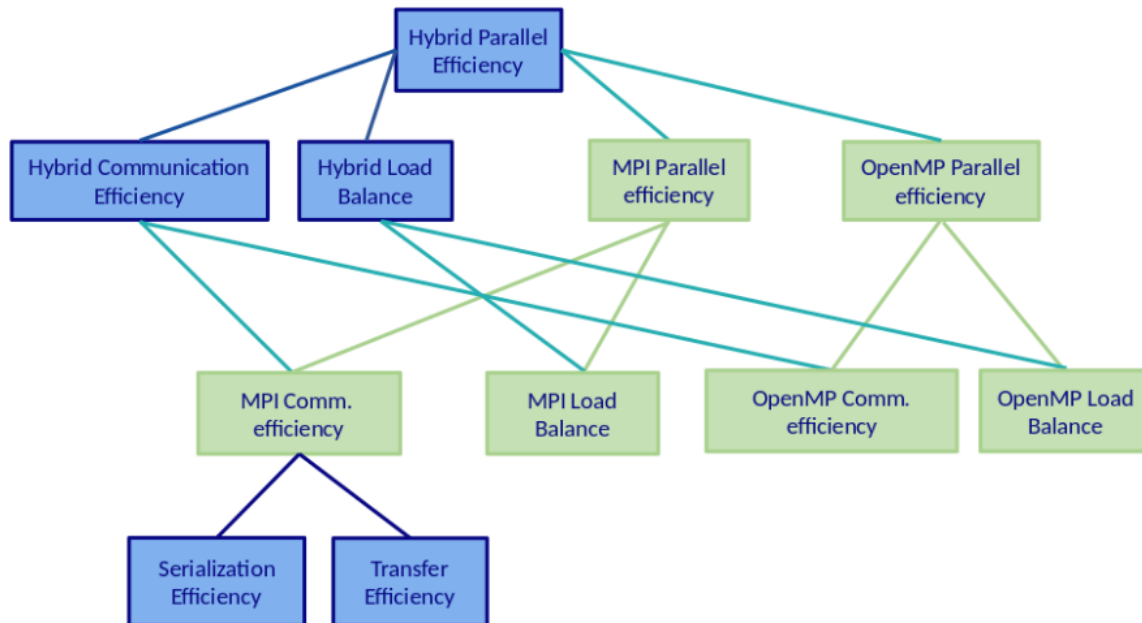 Hybrid Parallel
Efficiency
Hybrid Communication
Efficiency
Hybrid Load
Balance
MPI Parallel
efficiency
OpenMP Parallel
efficiency
MPI Comm.
efficiency
MPI Load
Balance
OpenMP Comm.
efficiency
OpenMP Load
Balance
Serialization
Efficiency
Transfer
Efficiency